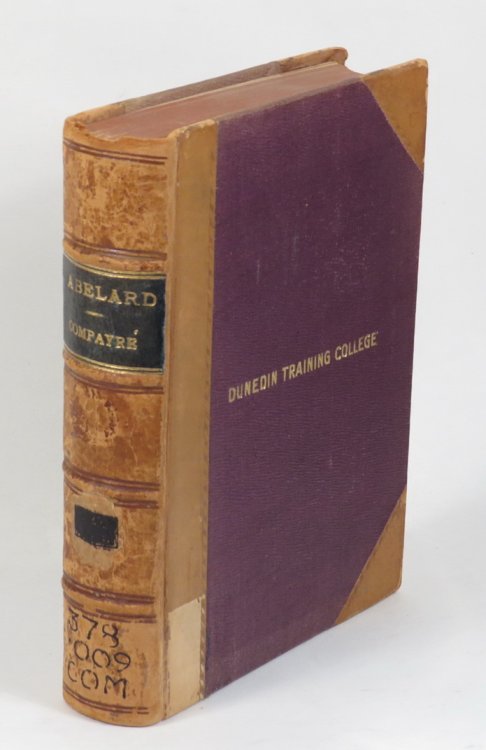 ABELARD
COMPAYRÉ
378
.009
COM
DUNEDIN TRAINING COLLEGE